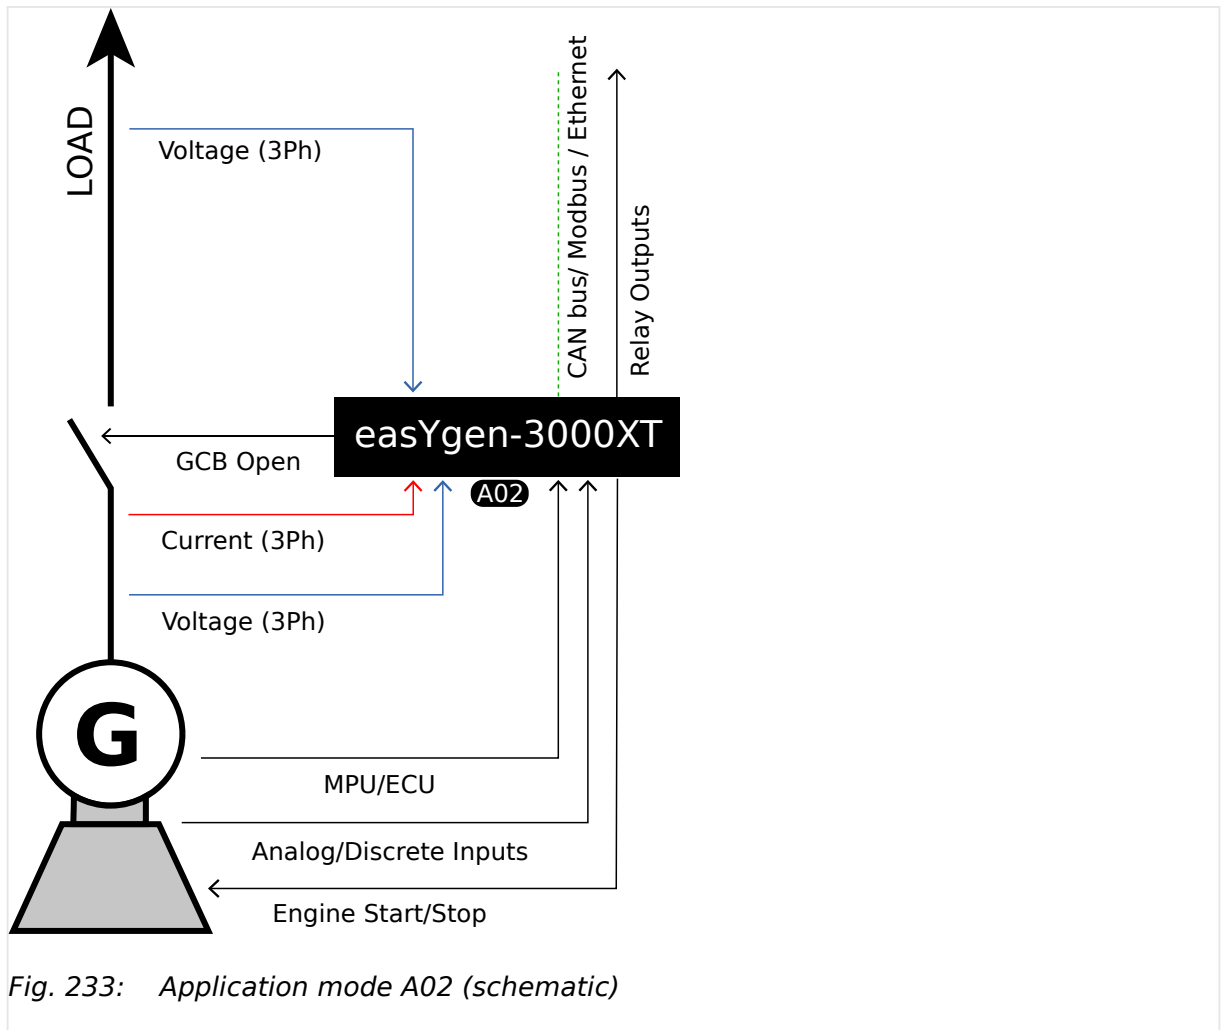 LOAD
Voltage (3Ph)
CAN bus/ Modbus / Ethernet
Relay Outputs
easYgen-3000XT
GCB Open
A02
Current (3Ph)
Voltage (3Ph)
G
MPU/ECU
Analog/Discrete Inputs
Engine Start/Stop
Fig. 233: Application mode A02 (schematic)